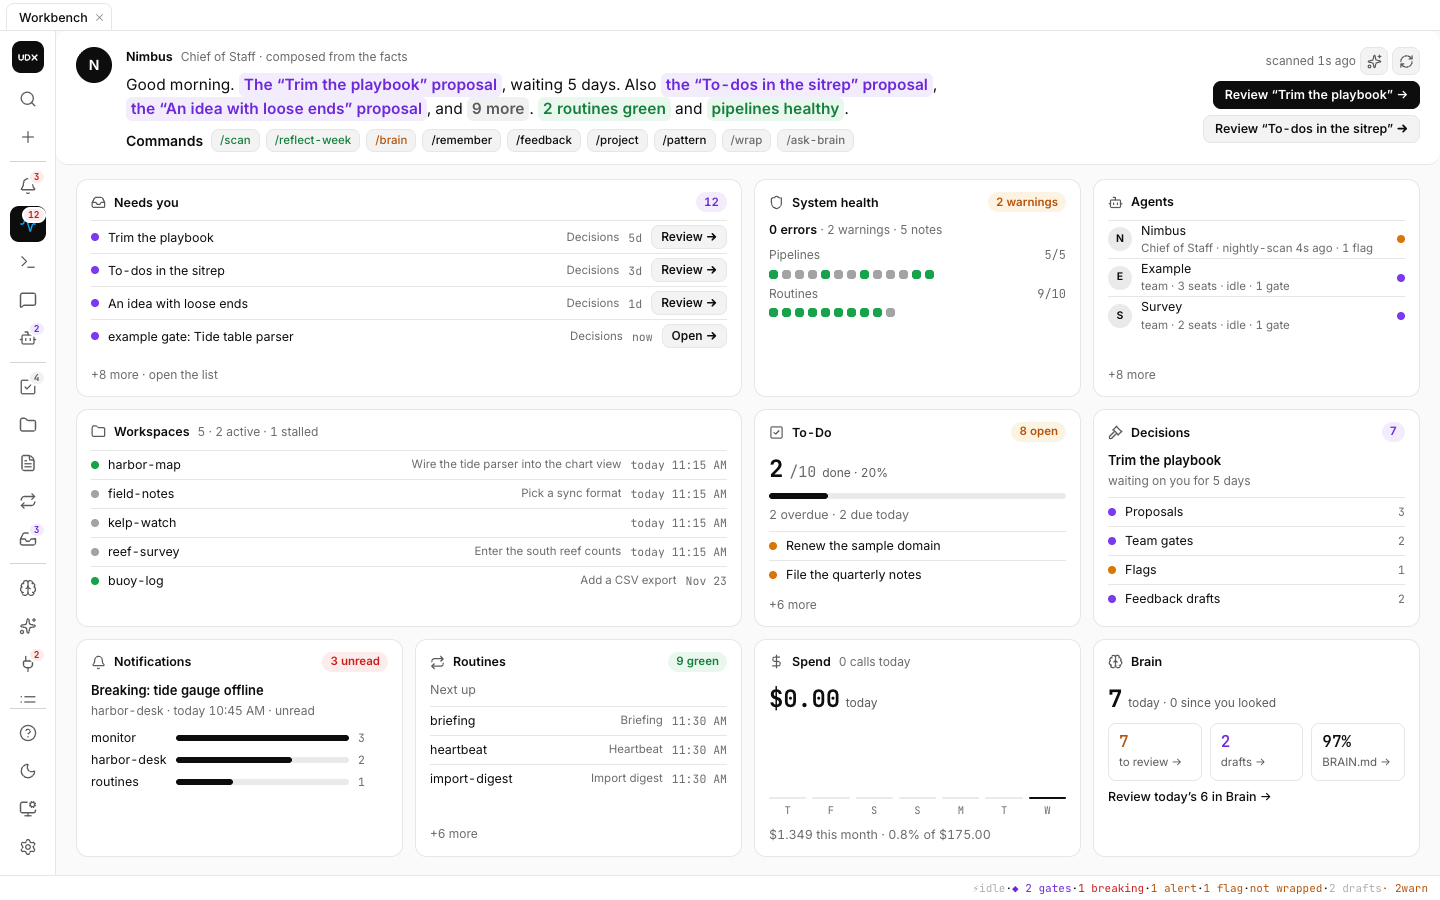 Workbench ×
UDX
3
12
2
4
3
2
N
Nimbus Chief of Staff · composed from the facts
Good morning. The “Trim the playbook” proposal , waiting 5 days. Also the “To-dos in the sitrep” proposal ,
the “An idea with loose ends” proposal , and 9 more . 2 routines green and pipelines healthy .
Commands /scan /reflect-week /brain /remember /feedback /project /pattern /wrap /ask-brain
scanned 1s ago
Review “Trim the playbook” →
Review “To-dos in the sitrep” →
Needs you 12
Trim the playbook Decisions 5d Review →
To-dos in the sitrep Decisions 3d Review →
An idea with loose ends Decisions 1d Review →
example gate: Tide table parser Decisions now Open →
+8 more · open the list
System health 2 warnings
0 errors · 2 warnings · 5 notes
Pipelines 5/5
Routines 9/10
Agents
N Nimbus
Chief of Staff · nightly-scan 4s ago · 1 flag
E Example
team · 3 seats · idle · 1 gate
S Survey
team · 2 seats · idle · 1 gate
+8 more
Workspaces 5 · 2 active · 1 stalled
harbor-map Wire the tide parser into the chart view today 11:15 AM
field-notes Pick a sync format today 11:15 AM
kelp-watch today 11:15 AM
reef-survey Enter the south reef counts today 11:15 AM
buoy-log Add a CSV export Nov 23
To-Do 8 open
2 /10 done · 20%
2 overdue · 2 due today
Renew the sample domain
File the quarterly notes
+6 more
Decisions 7
Trim the playbook
waiting on you for 5 days
Proposals 3
Team gates 2
Flags 1
Feedback drafts 2
Notifications 3 unread
Breaking: tide gauge offline
harbor-desk · today 10:45 AM · unread
monitor 3
harbor-desk 2
routines 1
Routines 9 green
Next up
briefing Briefing 11:30 AM
heartbeat Heartbeat 11:30 AM
import-digest Import digest 11:30 AM
+6 more
Spend 0 calls today
$0.00 today
T F S S M T W
$1.349 this month · 0.8% of $175.00
Brain
7 today · 0 since you looked
7 to review →
2 drafts →
97% BRAIN.md →
Review today’s 6 in Brain →
⚡idle·◆ 2 gates·1 breaking·1 alert·1 flag·not wrapped·2 drafts· 2warn